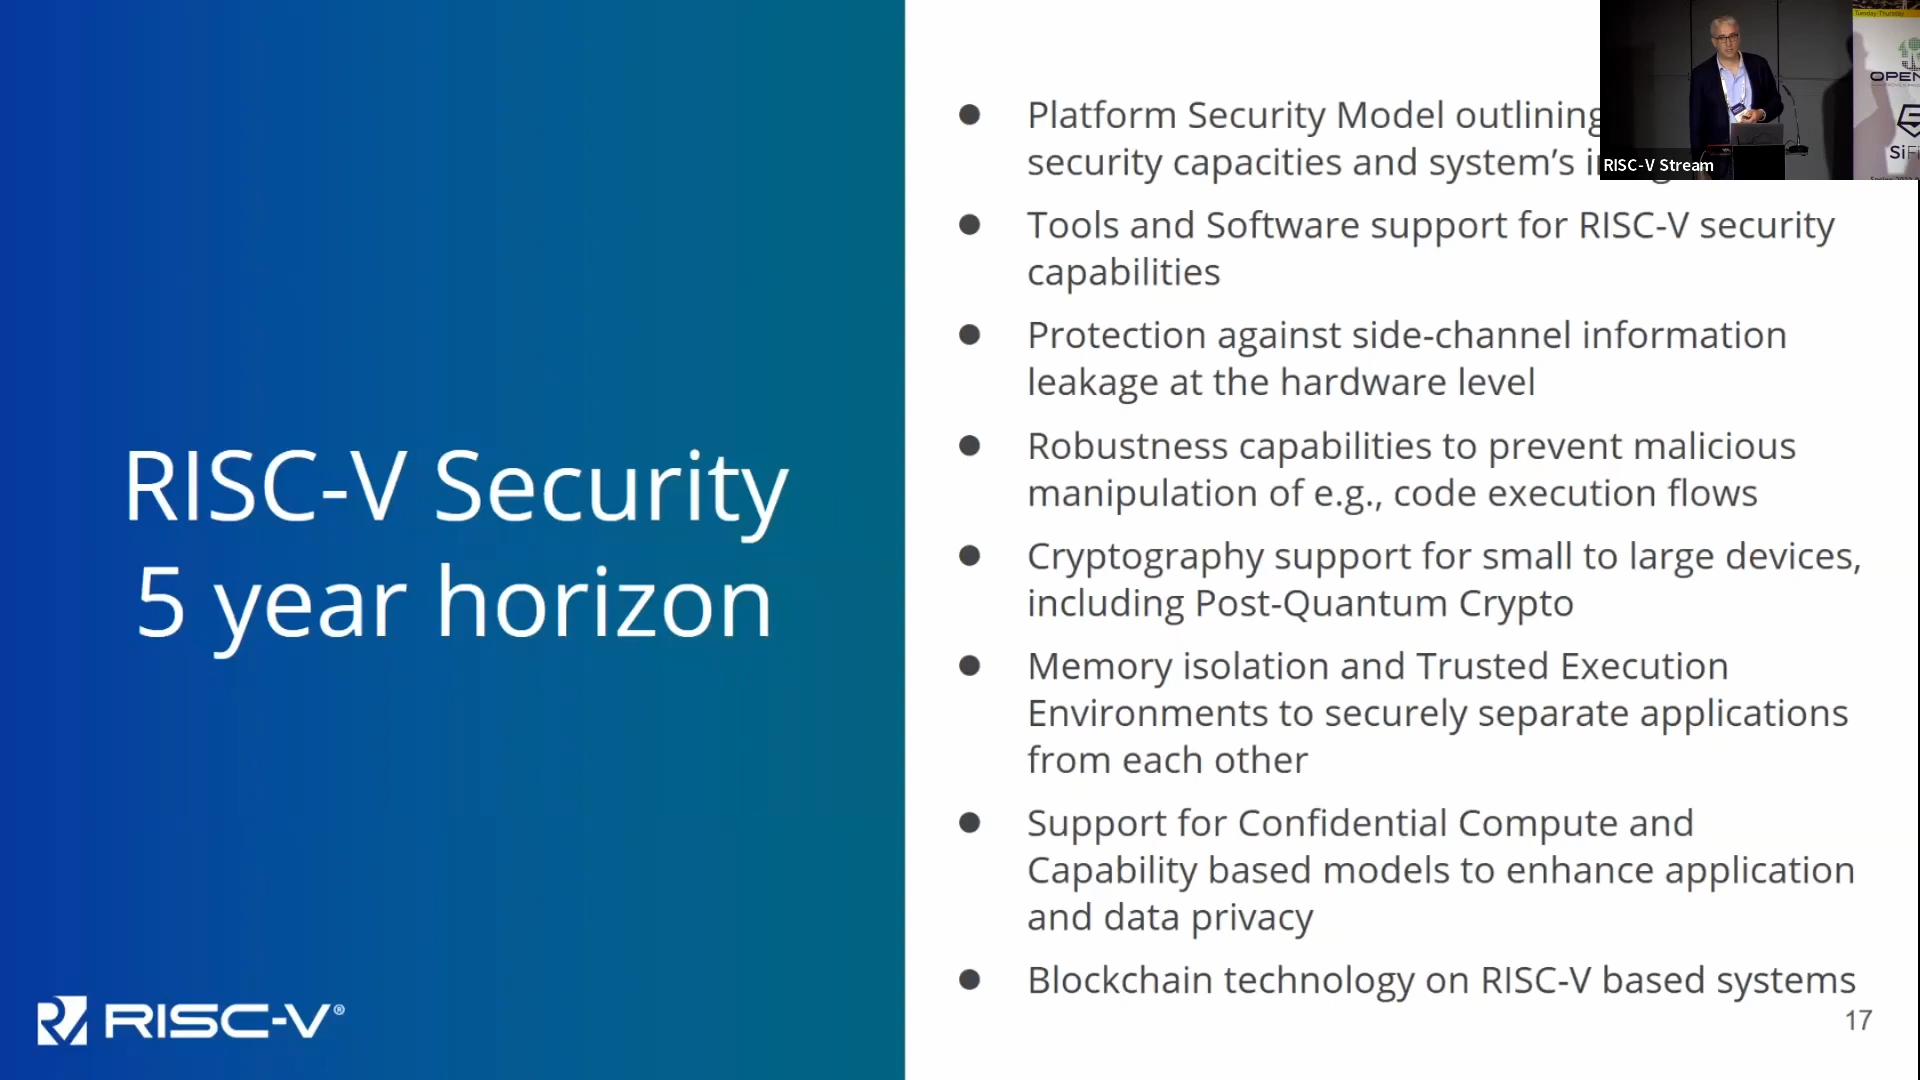 RISC-V Security
5 year horizon
RISC-V®
Platform Security Model outlining
security capacities and system's
Tools and Software support for RISC-V security
capabilities
Protection against side-channel information
leakage at the hardware level
Robustness capabilities to prevent malicious
manipulation of e.g., code execution flows
Cryptography support for small to large devices,
including Post-Quantum Crypto
Memory isolation and Trusted Execution
Environments to securely separate applications
from each other
Support for Confidential Compute and
Capability based models to enhance application
and data privacy
Blockchain technology on RISC-V based systems
17
Tuesday-Thursday
OPEN
SiFi
RISC-V Stream